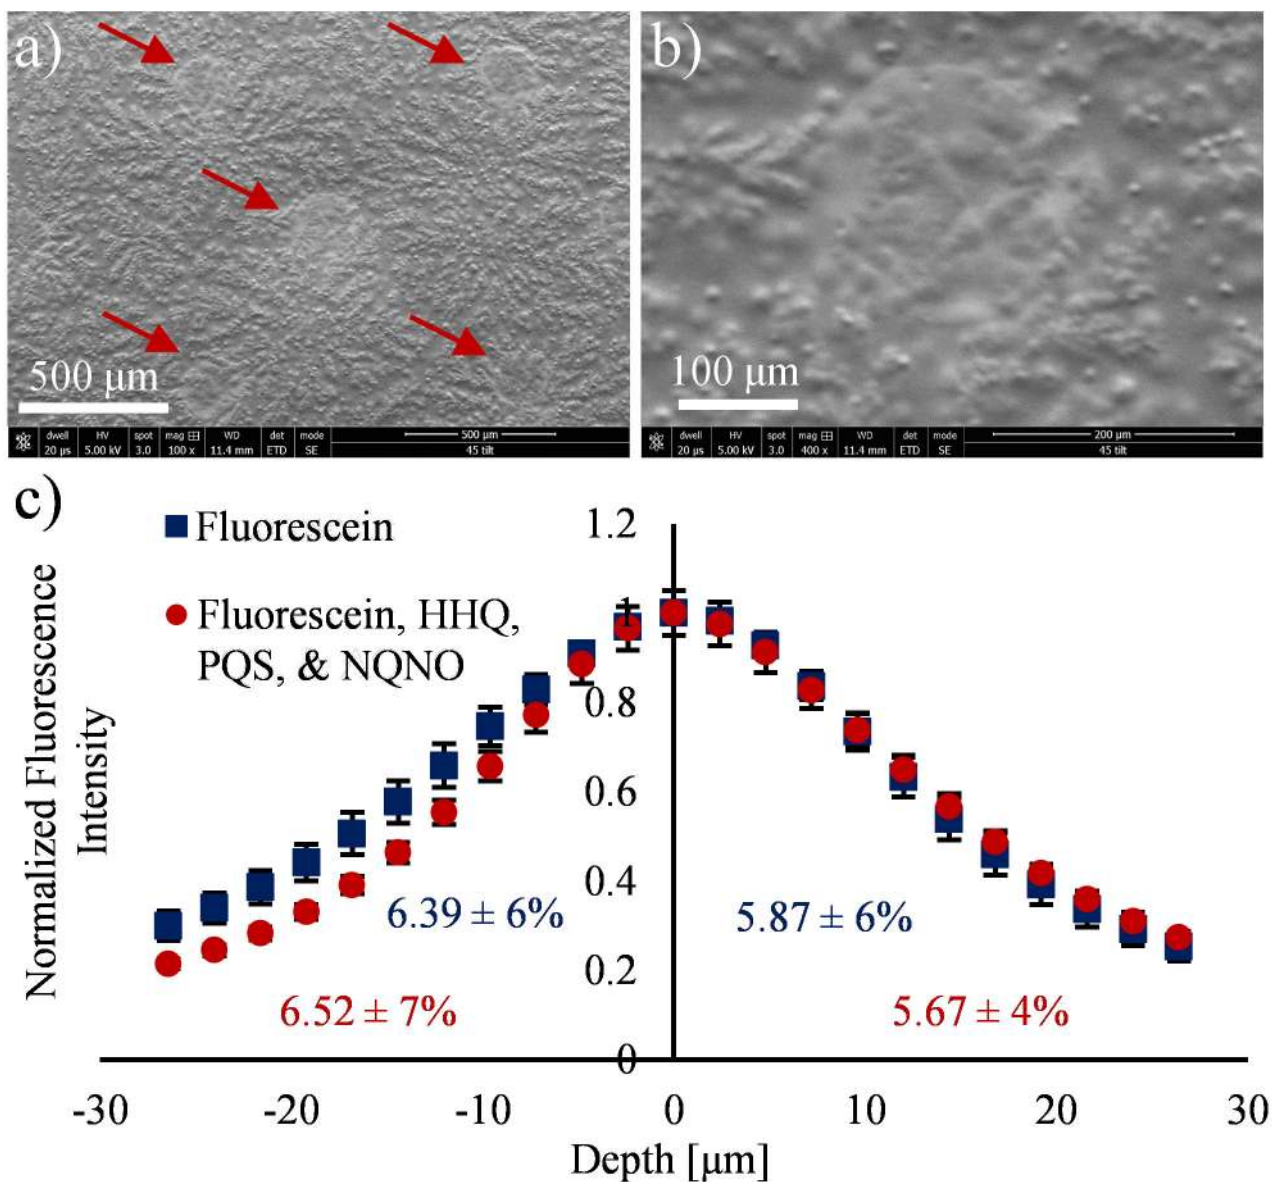 a)
500 μm
dwell HV spot mag WD det mode 500 μm
20 μs 5.00 kV 3.0 100 x 11.4 mm ETD SE 45 tilt
b)
100 μm
dwell HV spot mag WD det mode 200 μm
20 μs 5.00 kV 3.0 400 x 11.4 mm ETD SE 45 tilt
c)
Normalized Fluorescence
Intensity
Fluorescein
Fluorescein, HHQ,
PQS, & NQNO
1.2
1
0.8
0.6
0.4
0.2
0
6.39 ± 6%
5.87 ± 6%
6.52 ± 7%
5.67 ± 4%
-30 -20 -10 0 10 20 30
Depth [μm]